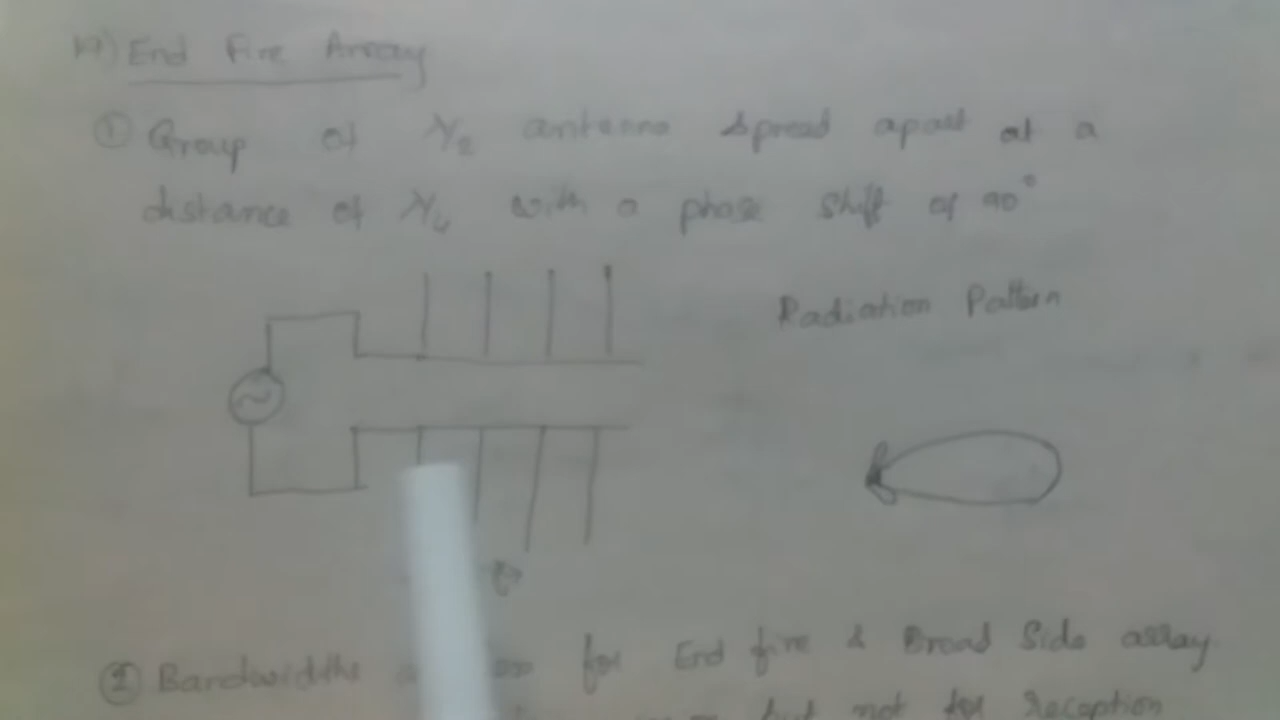 End Fire Array
① Group of λ/2 antenna spread apart at a
distance of λ/4 with a phase shift of 90°
Radiation Pattern
② Bandwidths for End fire & Broad Side array
but not for reception